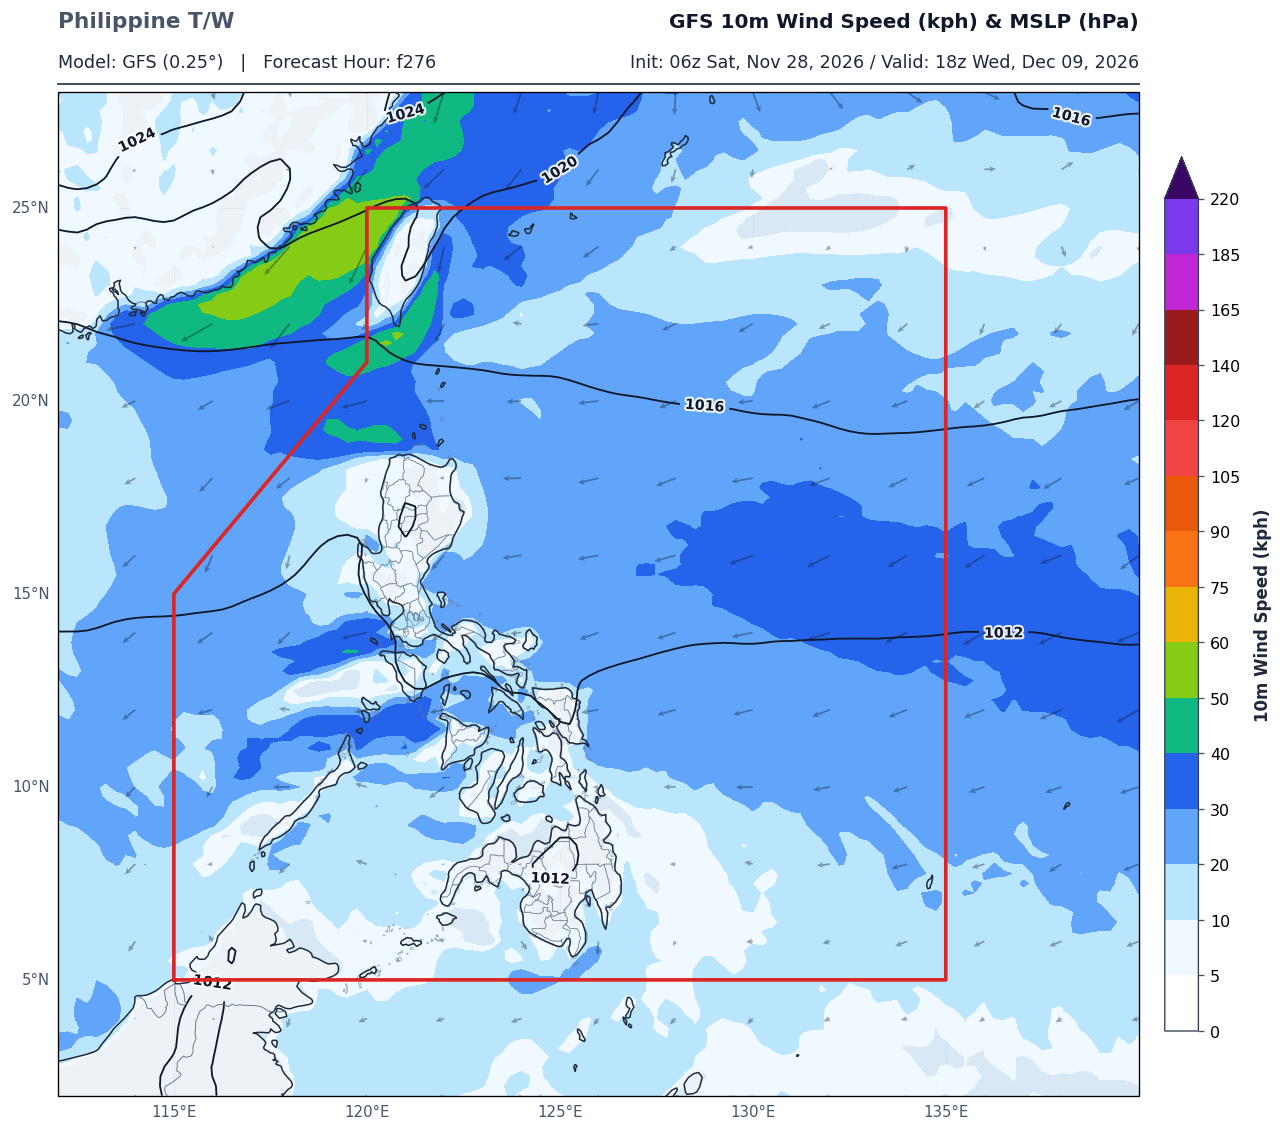 Philippine T/W
GFS 10m Wind Speed (kph) & MSLP (hPa)
Model: GFS (0.25°) | Forecast Hour: f276
Init: 06z Sat, Nov 28, 2026 / Valid: 18z Wed, Dec 09, 2026
1024
1024
1020
1016
1016
1012
1012
1012
25°N
20°N
15°N
10°N
5°N
115°E
120°E
125°E
130°E
135°E
220
185
165
140
120
105
90
75
60
50
40
30
20
10
5
0
10m Wind Speed (kph)